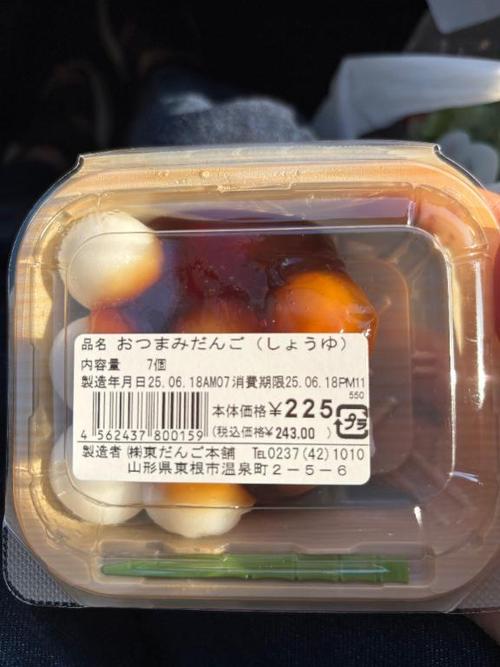 品名 おつまみだんご(しょうゆ)
内容量 7個
製造年月日25.06.18AM07消費期限25.06.18PM11
550
本体価格¥225
(税込価格¥243.00 )
プラ
4 562437 800159
製造者 ㈱東だんご本舗 ℡0237(42)1010
山形県東根市温泉町2-5-6